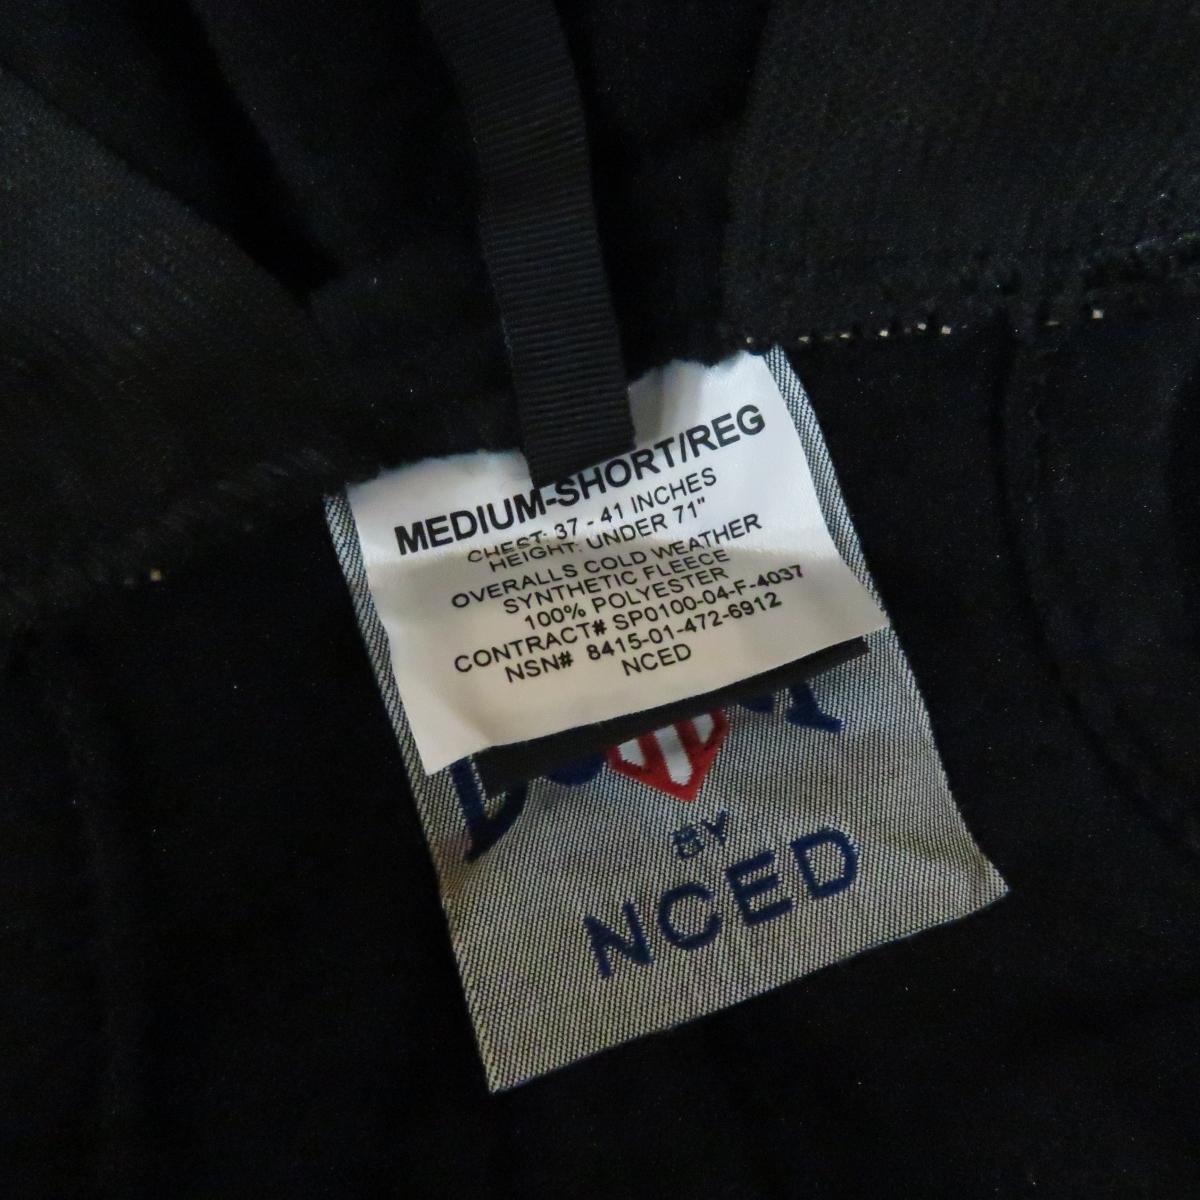 MEDIUM-SHORT/REG
CHEST: 37 - 41 INCHES
HEIGHT: UNDER 71"
OVERALLS COLD WEATHER
SYNTHETIC FLEECE
100% POLYESTER
CONTRACT# SP0100-04-F-4037
NSN# 8415-01-472-6912
NCED
BY
NCED